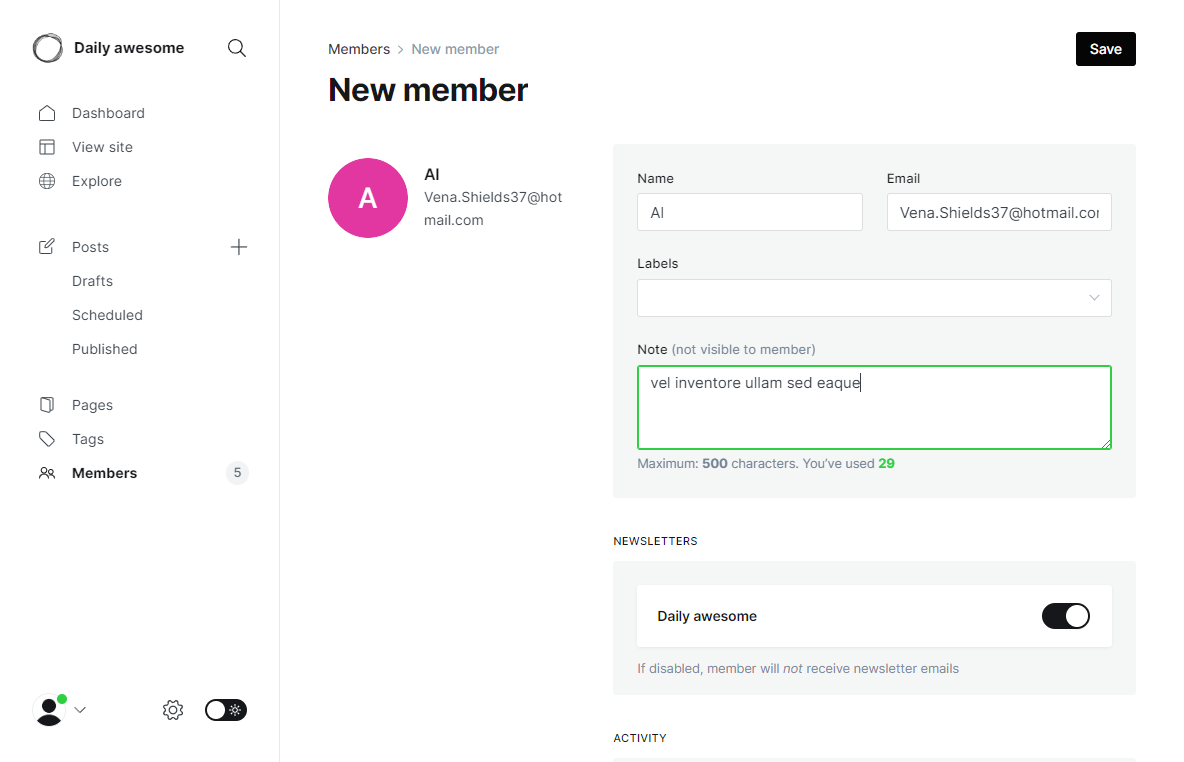 Daily awesome
Dashboard
View site
Explore
Posts
Drafts
Scheduled
Published
Pages
Tags
Members 5
Members > New member
Save
New member
A
Al
Vena.Shields37@hot
mail.com
Name
Email
Al
Vena.Shields37@hotmail.cor
Labels
Note (not visible to member)
vel inventore ullam sed eaque
Maximum: 500 characters. You’ve used 29
NEWSLETTERS
Daily awesome
If disabled, member will not receive newsletter emails
ACTIVITY